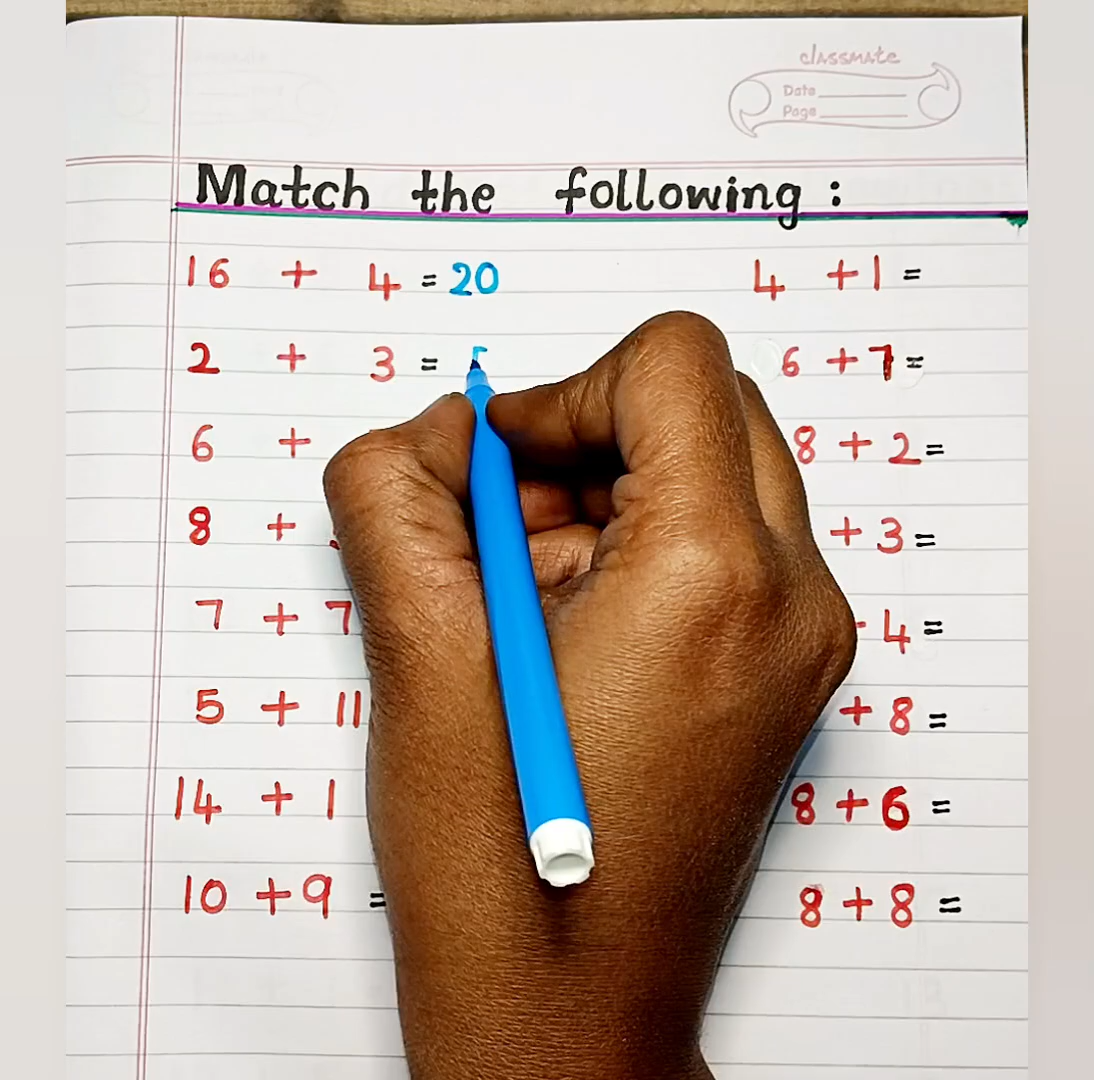 classmate
Date
Page
Match the following :
16 + 4 = 20 4 + 1 =
2 + 3 = 6 + 7 =
6 + 8 + 2 =
8 + + 3 =
7 + 7 4 =
5 + 11 + 8 =
14 + 1 8 + 6 =
10 + 9 = 8 + 8 =